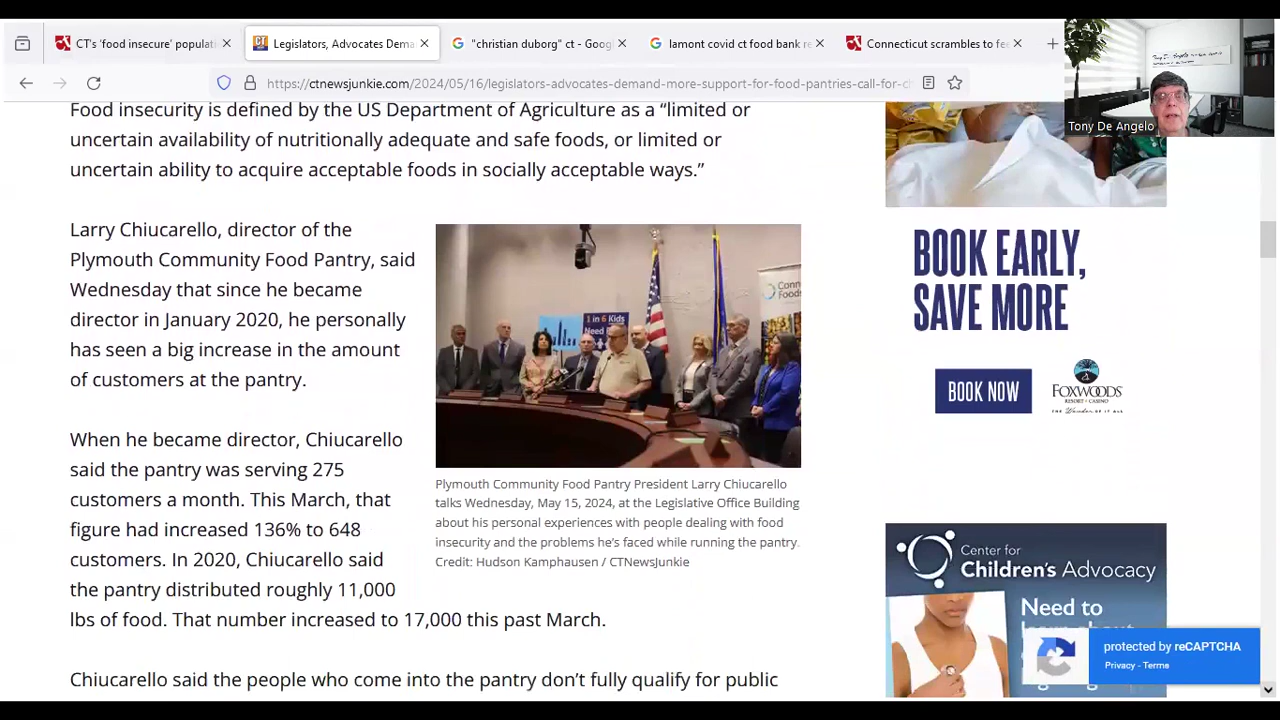 CT's 'food insecure' populati
Legislators, Advocates Dema
"christian duborg" ct - Goog
lamont covid ct food bank re
Connecticut scrambles to fe
https://ctnewsjunkie.com/2024/05/16/legislators-advocates-demand-more-support-for-food-pantries-call-for-c
Tony De Angelo
Food insecurity is defined by the US Department of Agriculture as a “limited or
uncertain availability of nutritionally adequate and safe foods, or limited or
uncertain ability to acquire acceptable foods in socially acceptable ways.”
Larry Chiucarello, director of the
Plymouth Community Food Pantry, said
Wednesday that since he became
director in January 2020, he personally
has seen a big increase in the amount
of customers at the pantry.
When he became director, Chiucarello
said the pantry was serving 275
customers a month. This March, that
figure had increased 136% to 648
customers. In 2020, Chiucarello said
the pantry distributed roughly 11,000
lbs of food. That number increased to 17,000 this past March.
Chiucarello said the people who come into the pantry don’t fully qualify for public
1 in 6 Kids
Need
Conn
Foods
Plymouth Community Food Pantry President Larry Chiucarello
talks Wednesday, May 15, 2024, at the Legislative Office Building
about his personal experiences with people dealing with food
insecurity and the problems he’s faced while running the pantry.
Credit: Hudson Kamphausen / CTNewsJunkie
BOOK EARLY,
SAVE MORE
BOOK NOW
FOXWOODS
RESORT • CASINO
The Wonder of it All
Center for
Children's Advocacy
Need to
protected by reCAPTCHA
Privacy - Terms